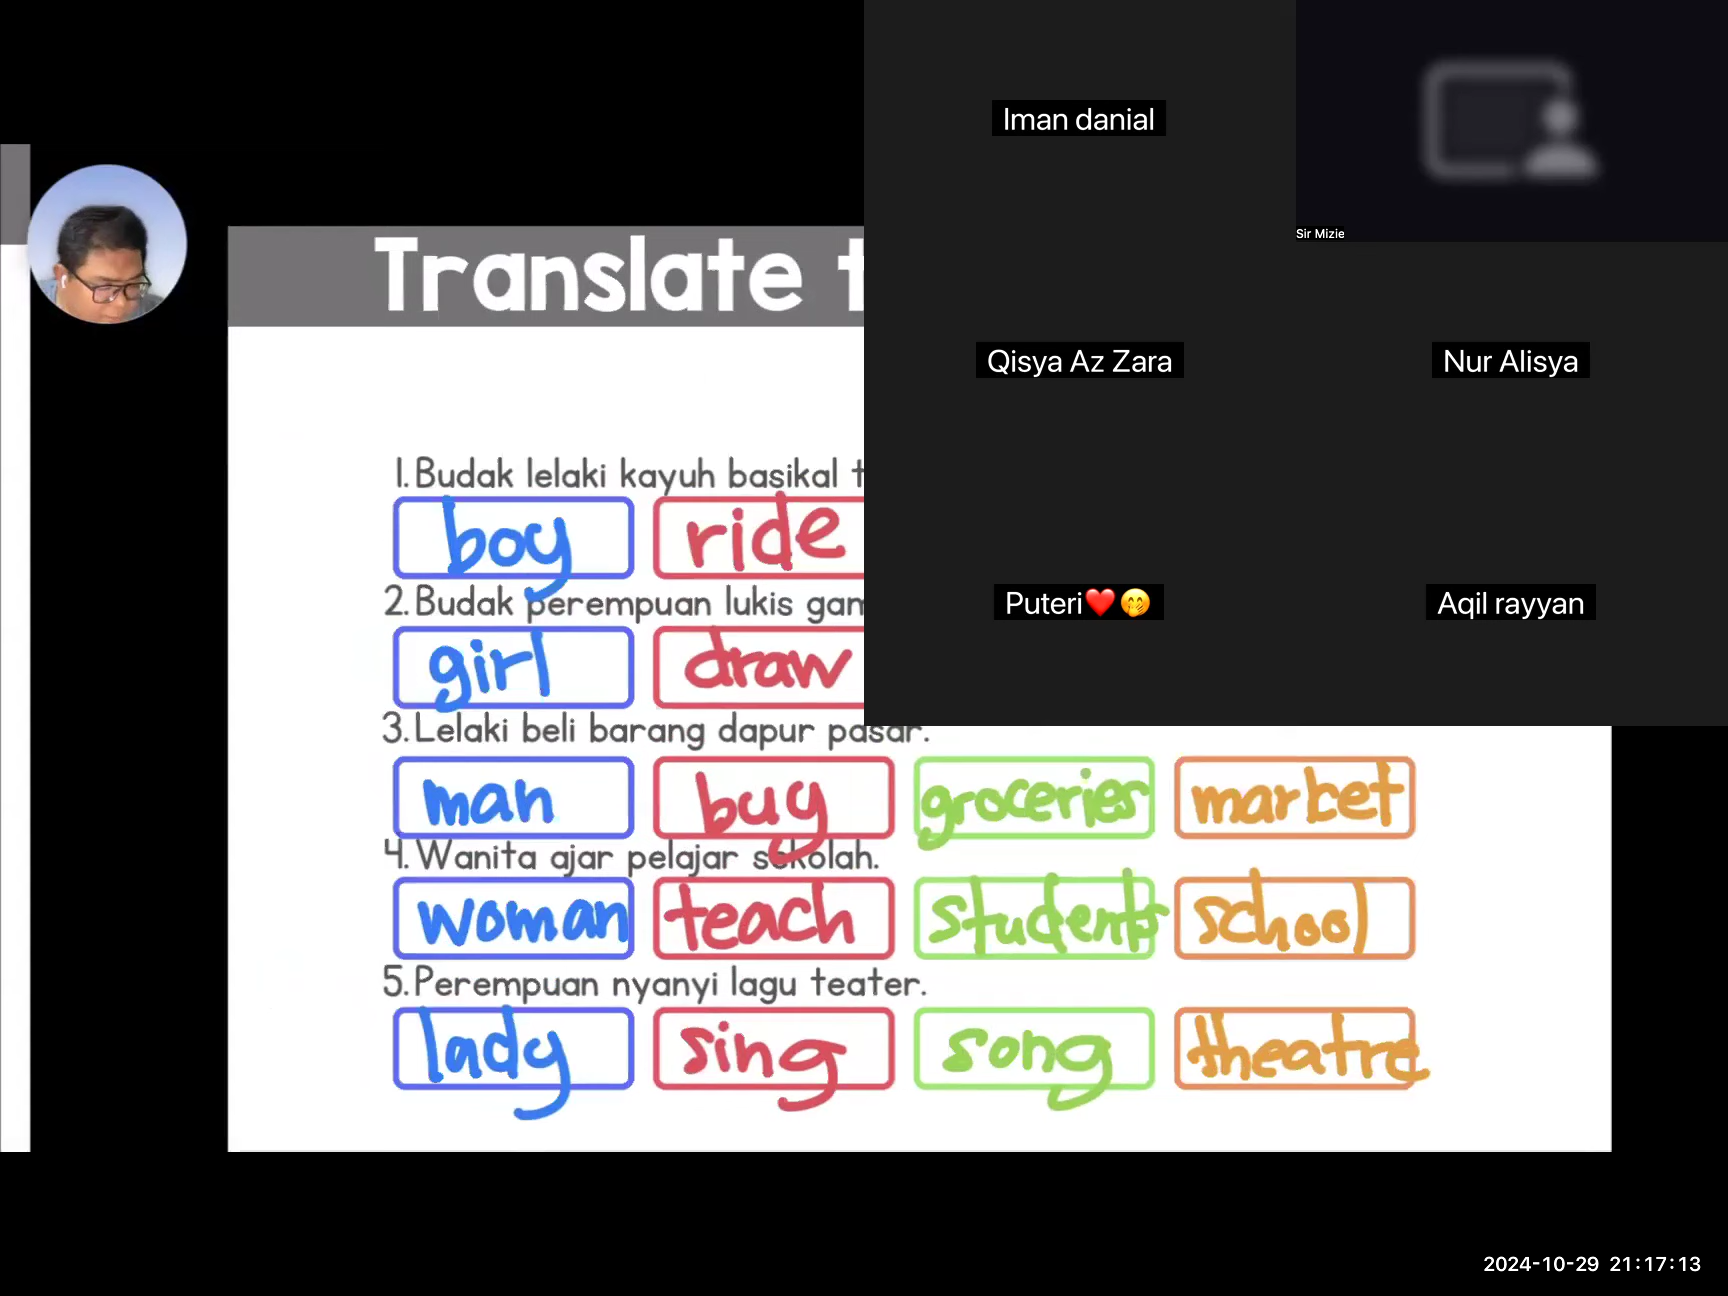 Iman danial
Sir Mizie
Qisya Az Zara
Nur Alisya
Puteri❤️🤭
Aqil rayyan
Translate
1. Budak lelaki kayuh basikal
boy ride
2. Budak perempuan lukis
girl draw
3. Lelaki beli barang dapur pasar.
man buy groceries market
4. Wanita ajar pelajar sekolah.
woman teach students school
5. Perempuan nyanyi lagu teater.
lady sing song theatre
2024-10-29 21:17:13